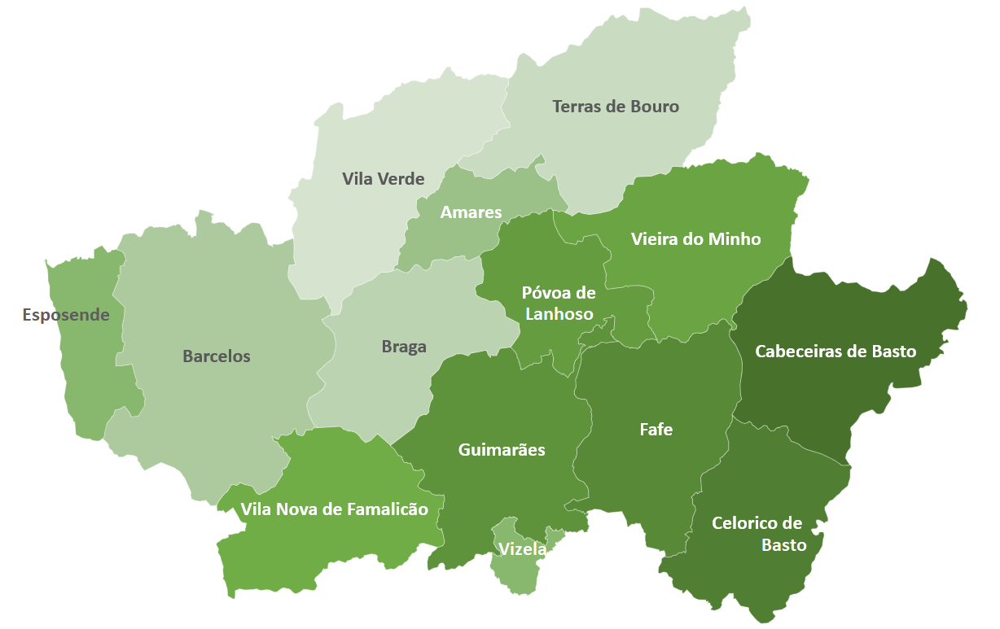 Terras de Bouro
Vila Verde
Amares
Vieira do Minho
Póvoa de
Lanhoso
Esposende
Barcelos
Braga
Cabeceiras de Basto
Fafe
Guimarães
Vila Nova de Famalicão
Celorico de
Basto
Vizela